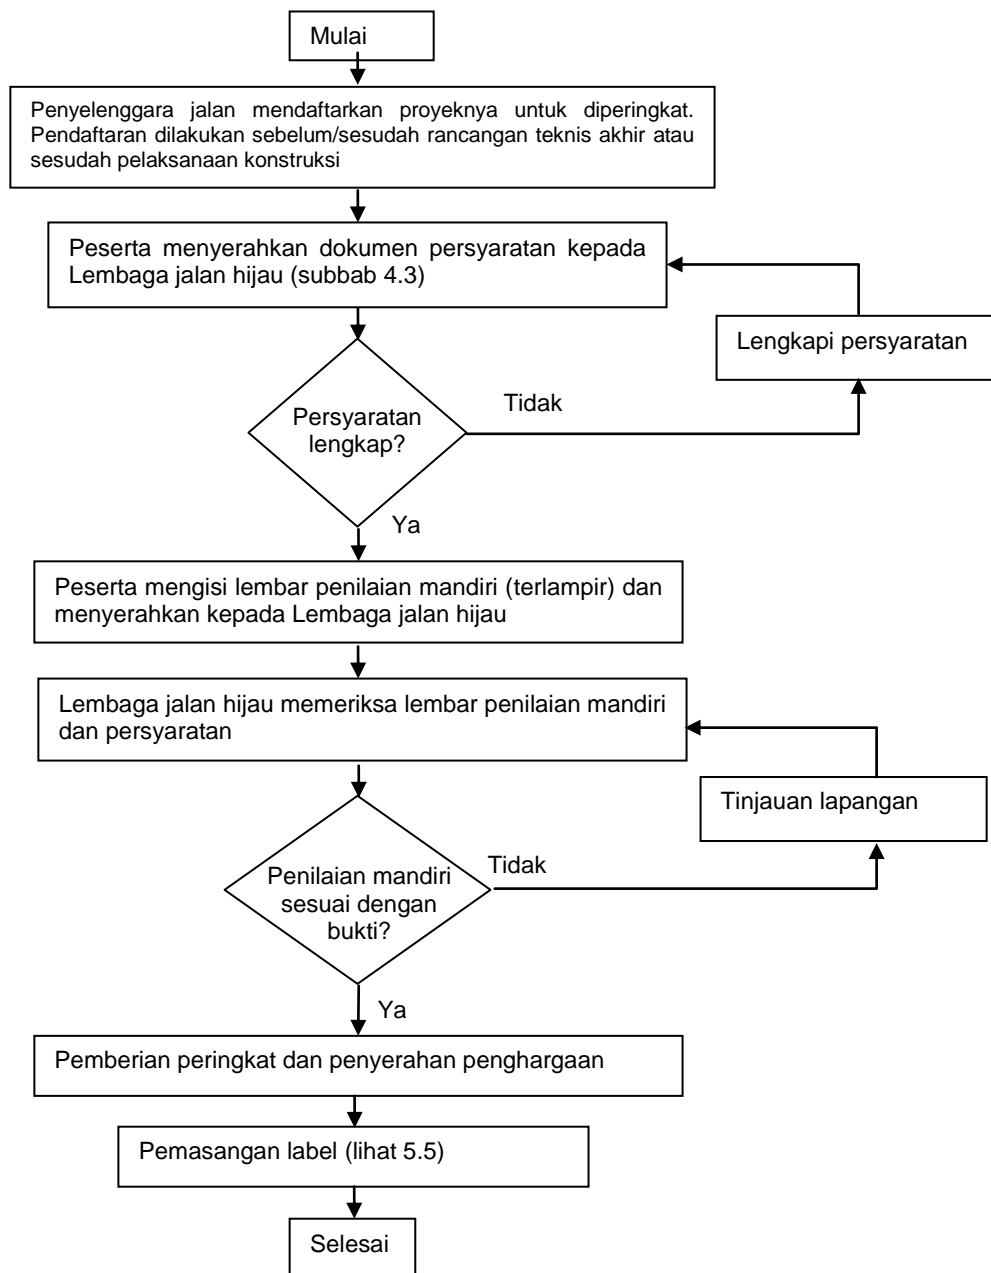 Mulai
Penyelenggara jalan mendaftarkan proyeknya untuk diperingkat.
Pendaftaran dilakukan sebelum/sesudah rancangan teknis akhir atau
sesudah pelaksanaan konstruksi
Peserta menyerahkan dokumen persyaratan kepada
Lembaga jalan hijau (subbab 4.3)
Lengkapi persyaratan
Tidak
Persyaratan
lengkap?
Ya
Peserta mengisi lembar penilaian mandiri (terlampir) dan
menyerahkan kepada Lembaga jalan hijau
Lembaga jalan hijau memeriksa lembar penilaian mandiri
dan persyaratan
Tinjauan lapangan
Tidak
Penilaian mandiri
sesuai dengan
bukti?
Ya
Pemberian peringkat dan penyerahan penghargaan
Pemasangan label (lihat 5.5)
Selesai